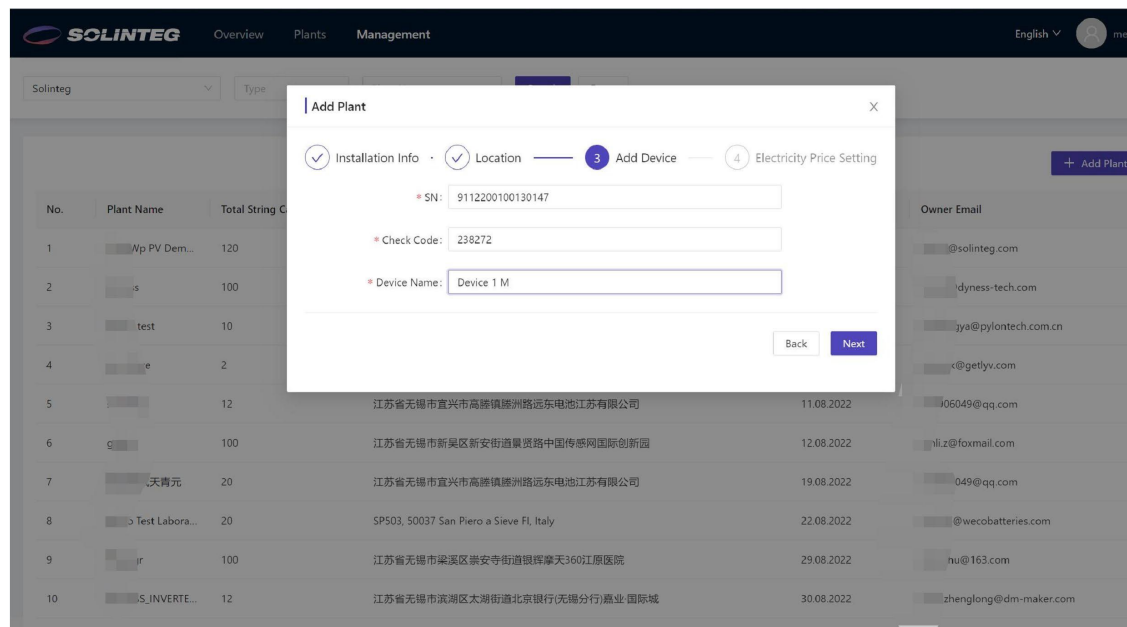 SOLINTEG Overview Plants Management English me
Solinteg Type
Add Plant
Installation Info Location 3 Add Device 4 Electricity Price Setting
+ Add Plant
* SN: 9112200100130147
No. Plant Name Total String C Owner Email
* Check Code: 238272
1 Wp PV Dem... 120 @solinteg.com
* Device Name: Device 1 M
2 s 100 dyness-tech.com
3 test 10 gya@pylontech.com.cn
Back Next
4 e 2 k@getlyv.com
5 12 江苏省无锡市宜兴市高塍镇塍洲路远东电池江苏有限公司 11.08.2022 06049@qq.com
6 g 100 江苏省无锡市新吴区新安街道景贤路中国传感网国际创新园 12.08.2022 li.z@foxmail.com
7 天青元 20 江苏省无锡市宜兴市高塍镇塍洲路远东电池江苏有限公司 19.08.2022 049@qq.com
8 Test Labora... 20 SP503, 50037 San Piero a Sieve FI, Italy 22.08.2022 @wecobatteries.com
9 r 100 江苏省无锡市梁溪区崇安寺街道银辉摩天360江原医院 29.08.2022 hu@163.com
10 S_INVERTE... 12 江苏省无锡市滨湖区太湖街道北京银行(无锡分行)嘉业·国际城 30.08.2022 zhenglong@dm-maker.com